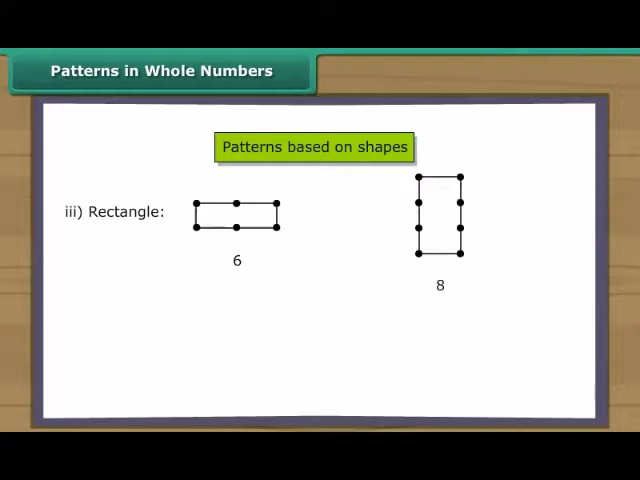 Patterns in Whole Numbers
Patterns based on shapes
iii) Rectangle:
6
8